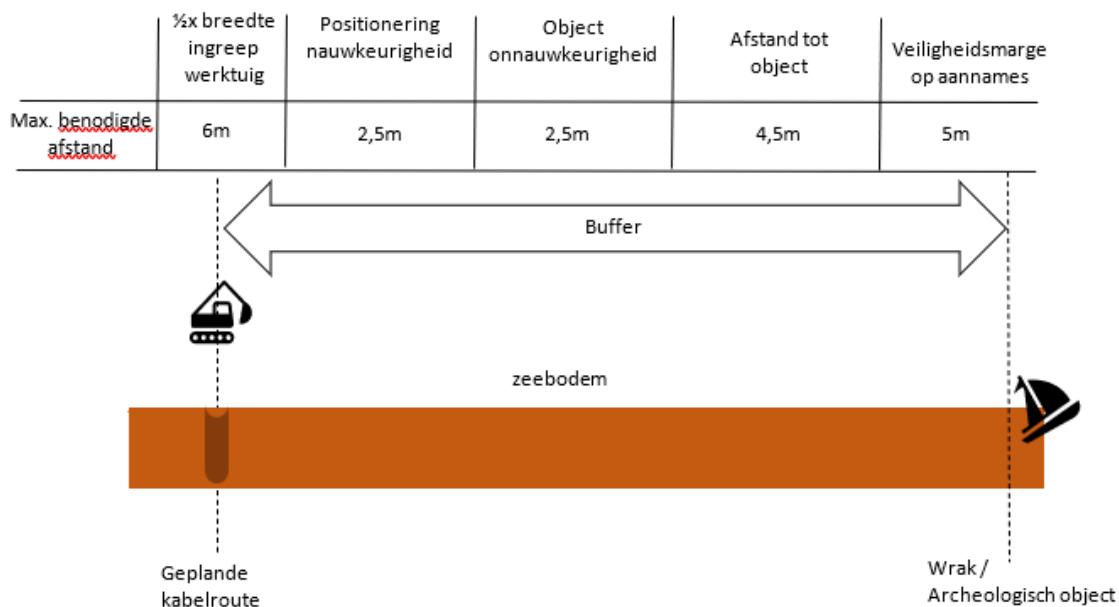 ½x breedte
ingreep
werktuig
Positionering
nauwkeurigheid
Object
onnauwkeurigheid
Afstand tot
object
Veiligheidsmarge
op aannames
Max. benodigde
afstand
6m
2,5m
2,5m
4,5m
5m
Buffer
zeebodem
Geplande
kabelroute
Wrak /
Archeologisch object